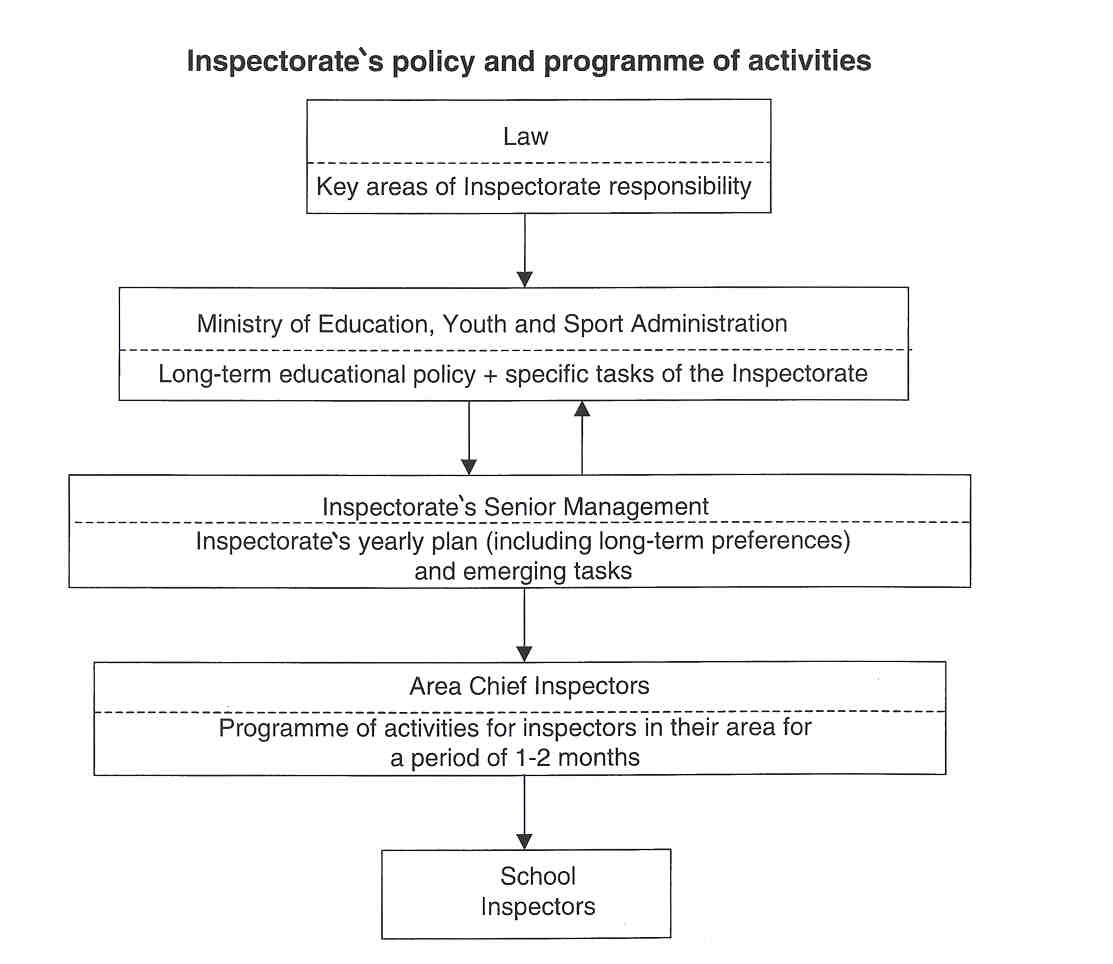 Inspectorate`s policy and programme of activities
Law
Key areas of Inspectorate responsibility
Ministry of Education, Youth and Sport Administration
Long-term educational policy + specific tasks of the Inspectorate
Inspectorate`s Senior Management
Inspectorate`s yearly plan (including long-term preferences)
and emerging tasks
Area Chief Inspectors
Programme of activities for inspectors in their area for
a period of 1-2 months
School
Inspectors